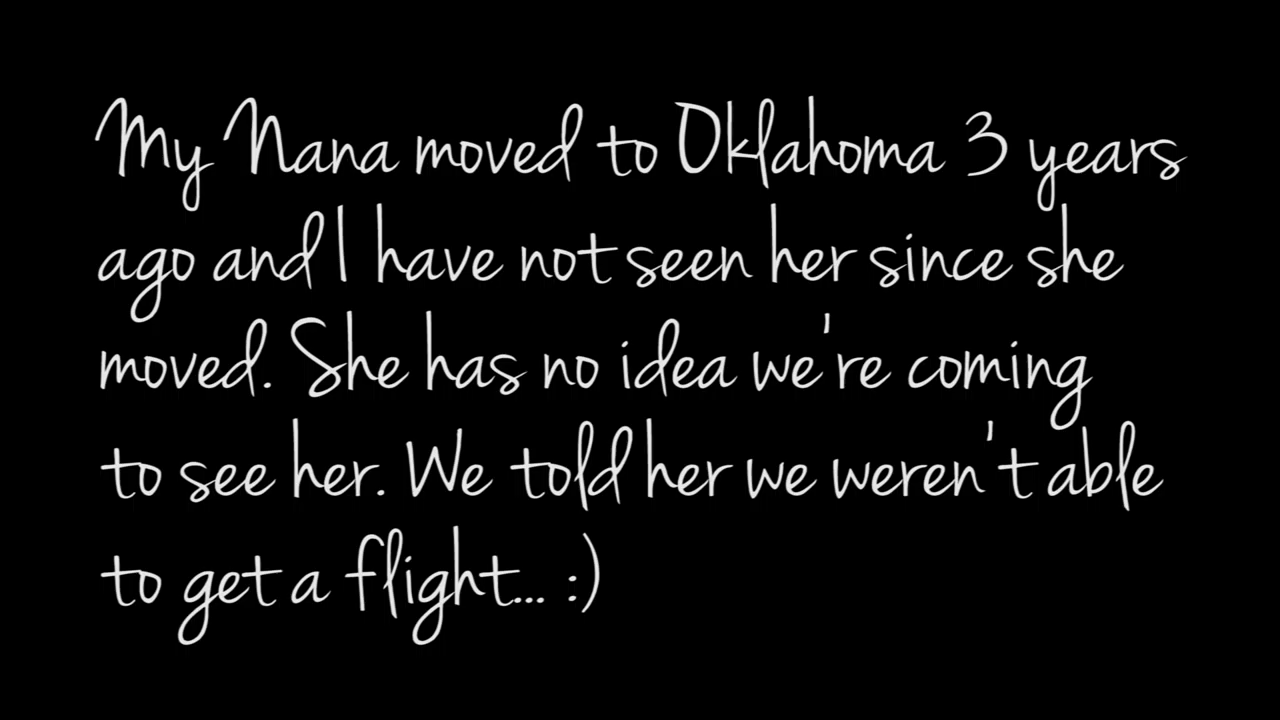 My Nana moved to Oklahoma 3 years
ago and I have not seen her since she
moved. She has no idea we're coming
to see her. We told her we weren't able
to get a flight... :)